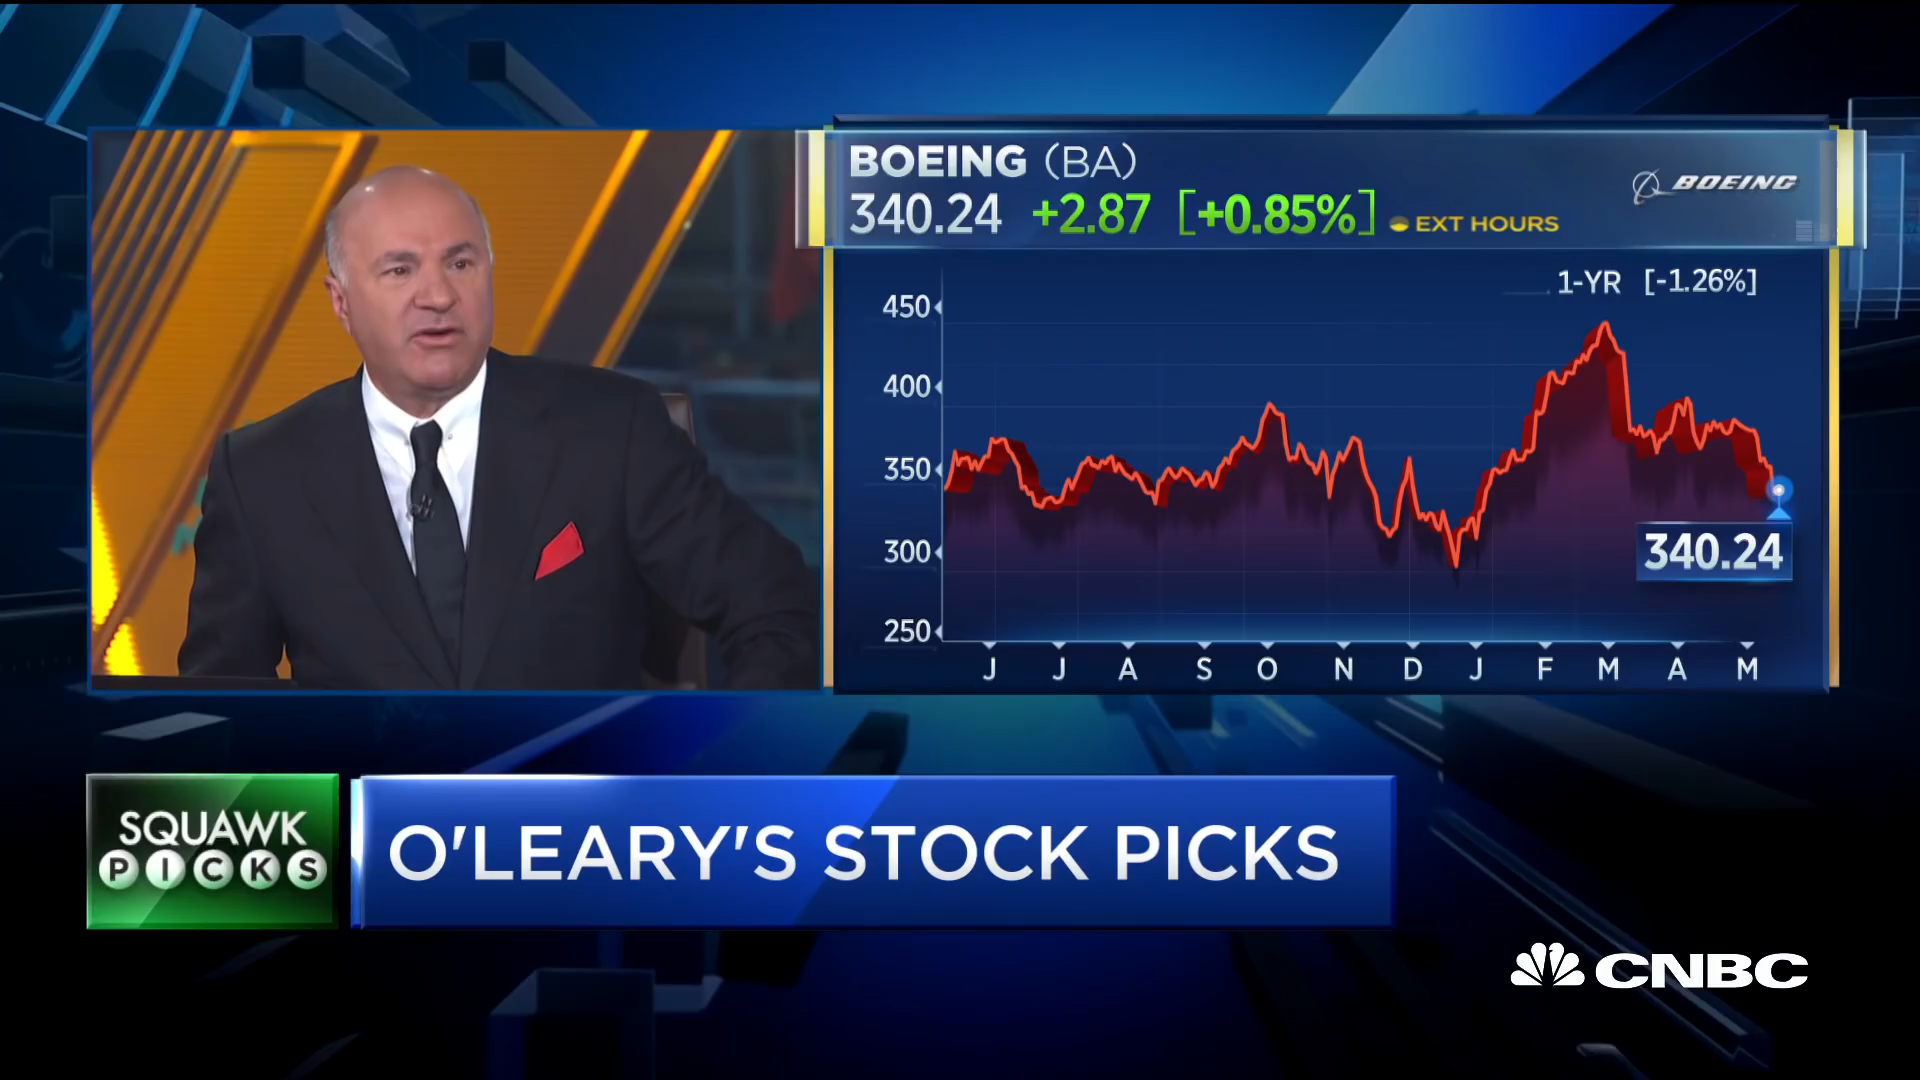 BOEING (BA)
340.24 +2.87 [+0.85%] EXT HOURS
BOEING
1-YR [-1.26%]
450
400
350
300
250
340.24
J J A S O N D J F M A M
SQUAWK
PICKS
O'LEARY'S STOCK PICKS
CNBC